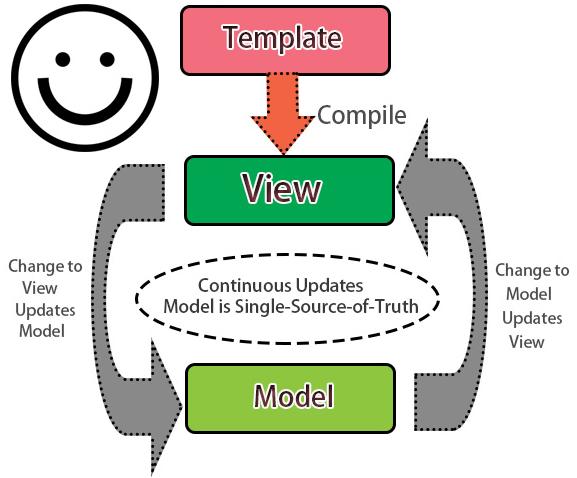 Template
Compile
View
Change to
View
Updates
Model
Continuous Updates
Model is Single-Source-of-Truth
Change to
Model
Updates
View
Model